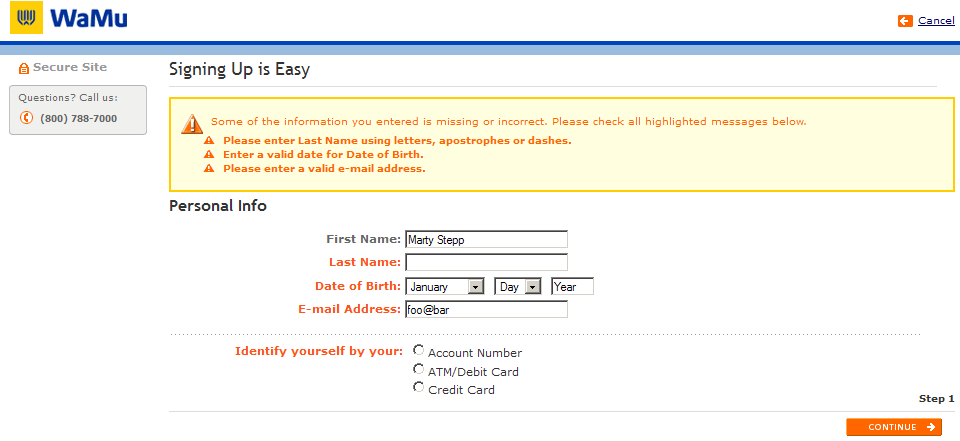 WaMu
Cancel
Secure Site
Questions? Call us:
(800) 788-7000
Signing Up is Easy
Some of the information you entered is missing or incorrect. Please check all highlighted messages below.
Please enter Last Name using letters, apostrophes or dashes.
Enter a valid date for Date of Birth.
Please enter a valid e-mail address.
Personal Info
First Name: Marty Stepp
Last Name:
Date of Birth: January Day Year
E-mail Address: foo@bar
Identify yourself by your: Account Number
ATM/Debit Card
Credit Card
Step 1
CONTINUE